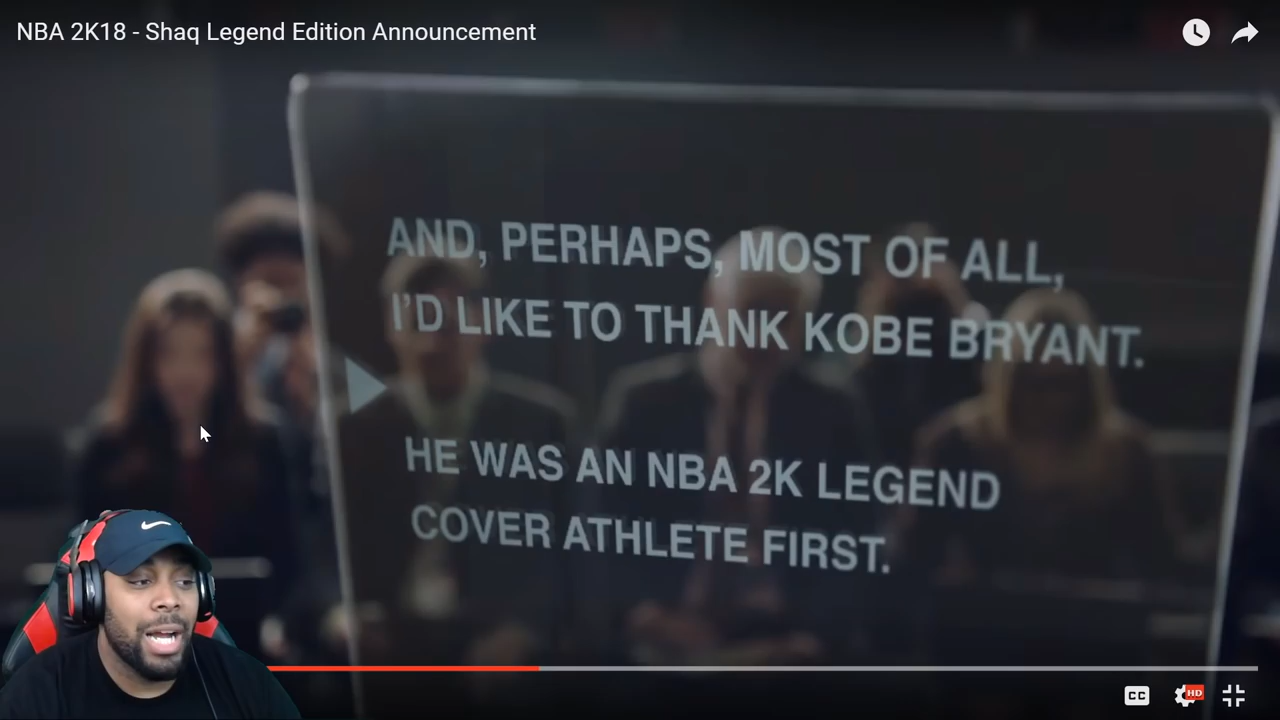 NBA 2K18 - Shaq Legend Edition Announcement
AND, PERHAPS, MOST OF ALL,
I'D LIKE TO THANK KOBE BRYANT.
HE WAS AN NBA 2K LEGEND
COVER ATHLETE FIRST.
CC
HD